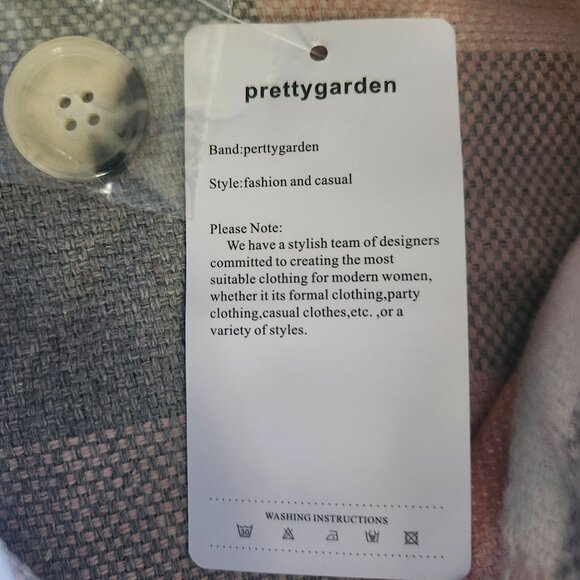 prettygarden
Band:perttygarden
Style:fashion and casual
Please Note:
We have a stylish team of designers
committed to creating the most
suitable clothing for modern women,
whether it its formal clothing,party
clothing,casual clothes,etc. ,or a
variety of styles.
WASHING INSTRUCTIONS
30